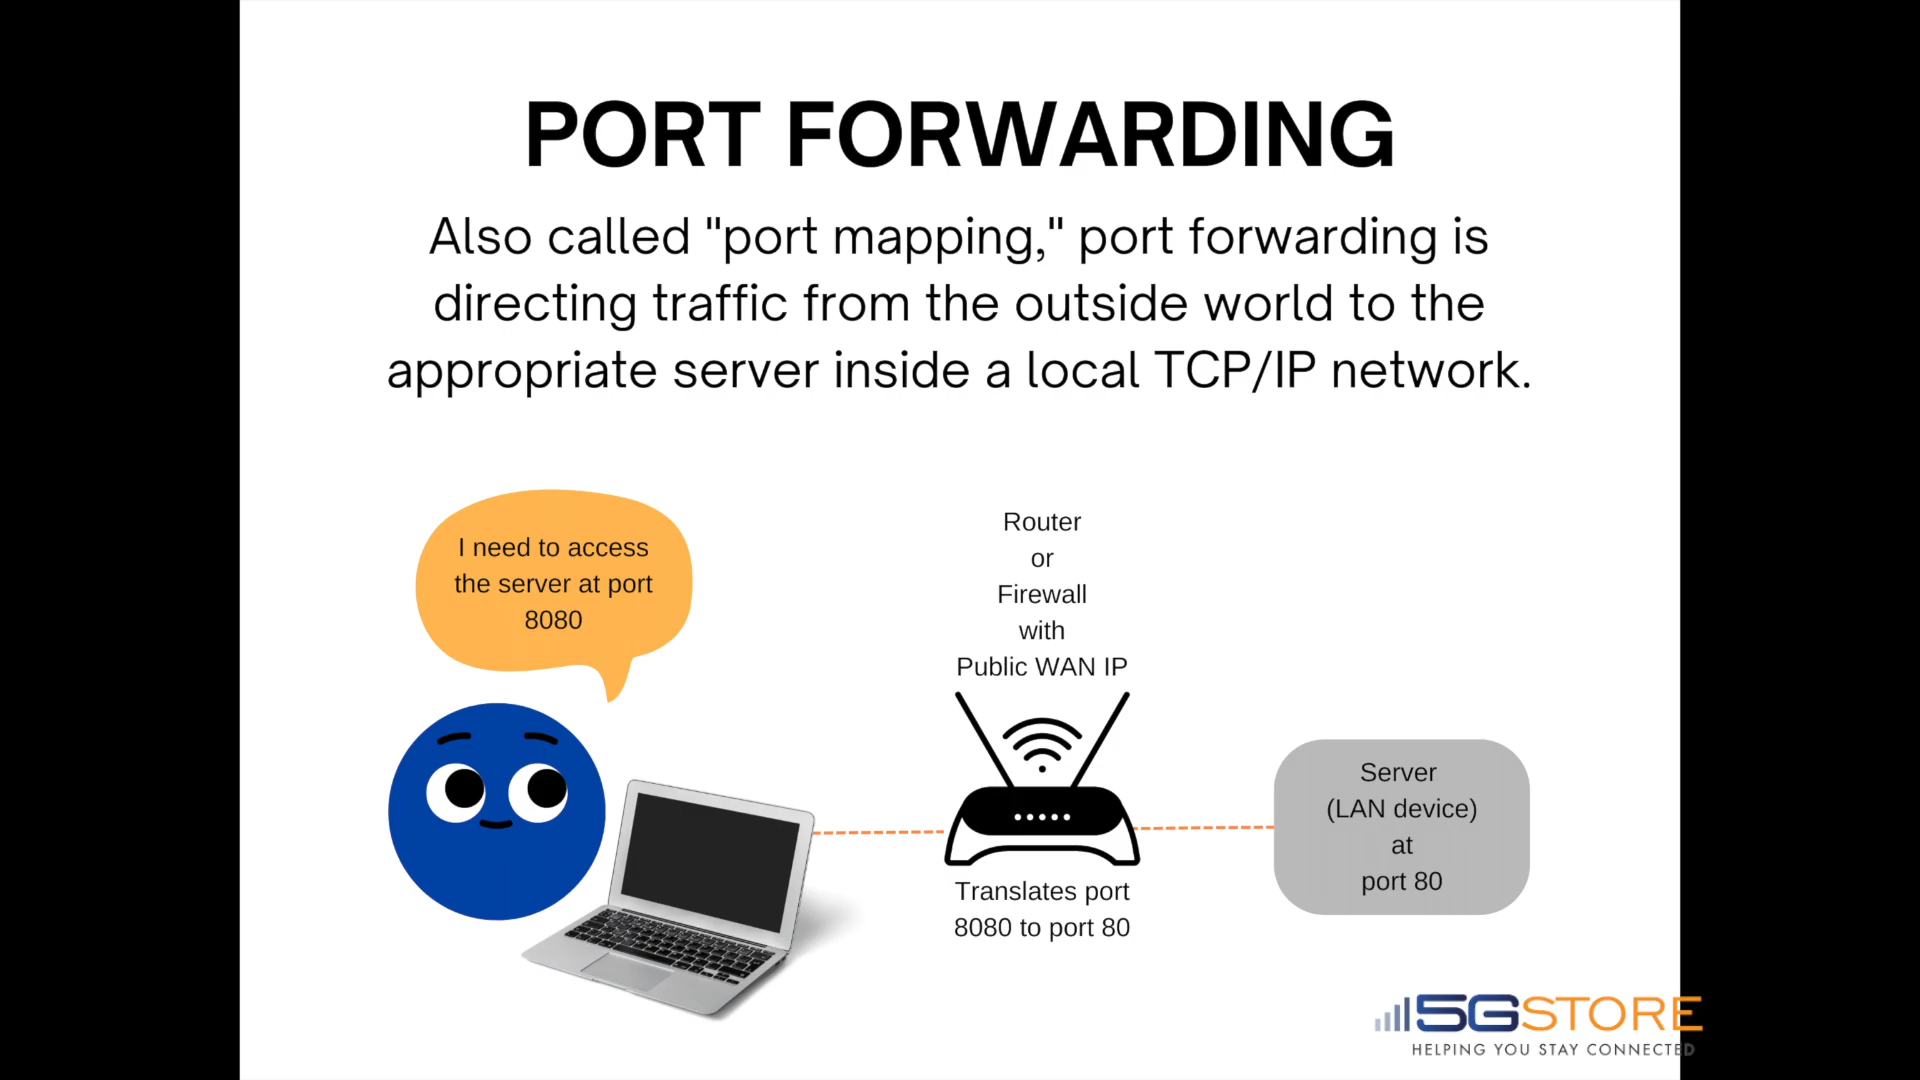 PORT FORWARDING
Also called "port mapping," port forwarding is
directing traffic from the outside world to the
appropriate server inside a local TCP/IP network.
I need to access
the server at port
8080
Router
or
Firewall
with
Public WAN IP
Translates port
8080 to port 80
Server
(LAN device)
at
port 80
5GSTORE
HELPING YOU STAY CONNECTED